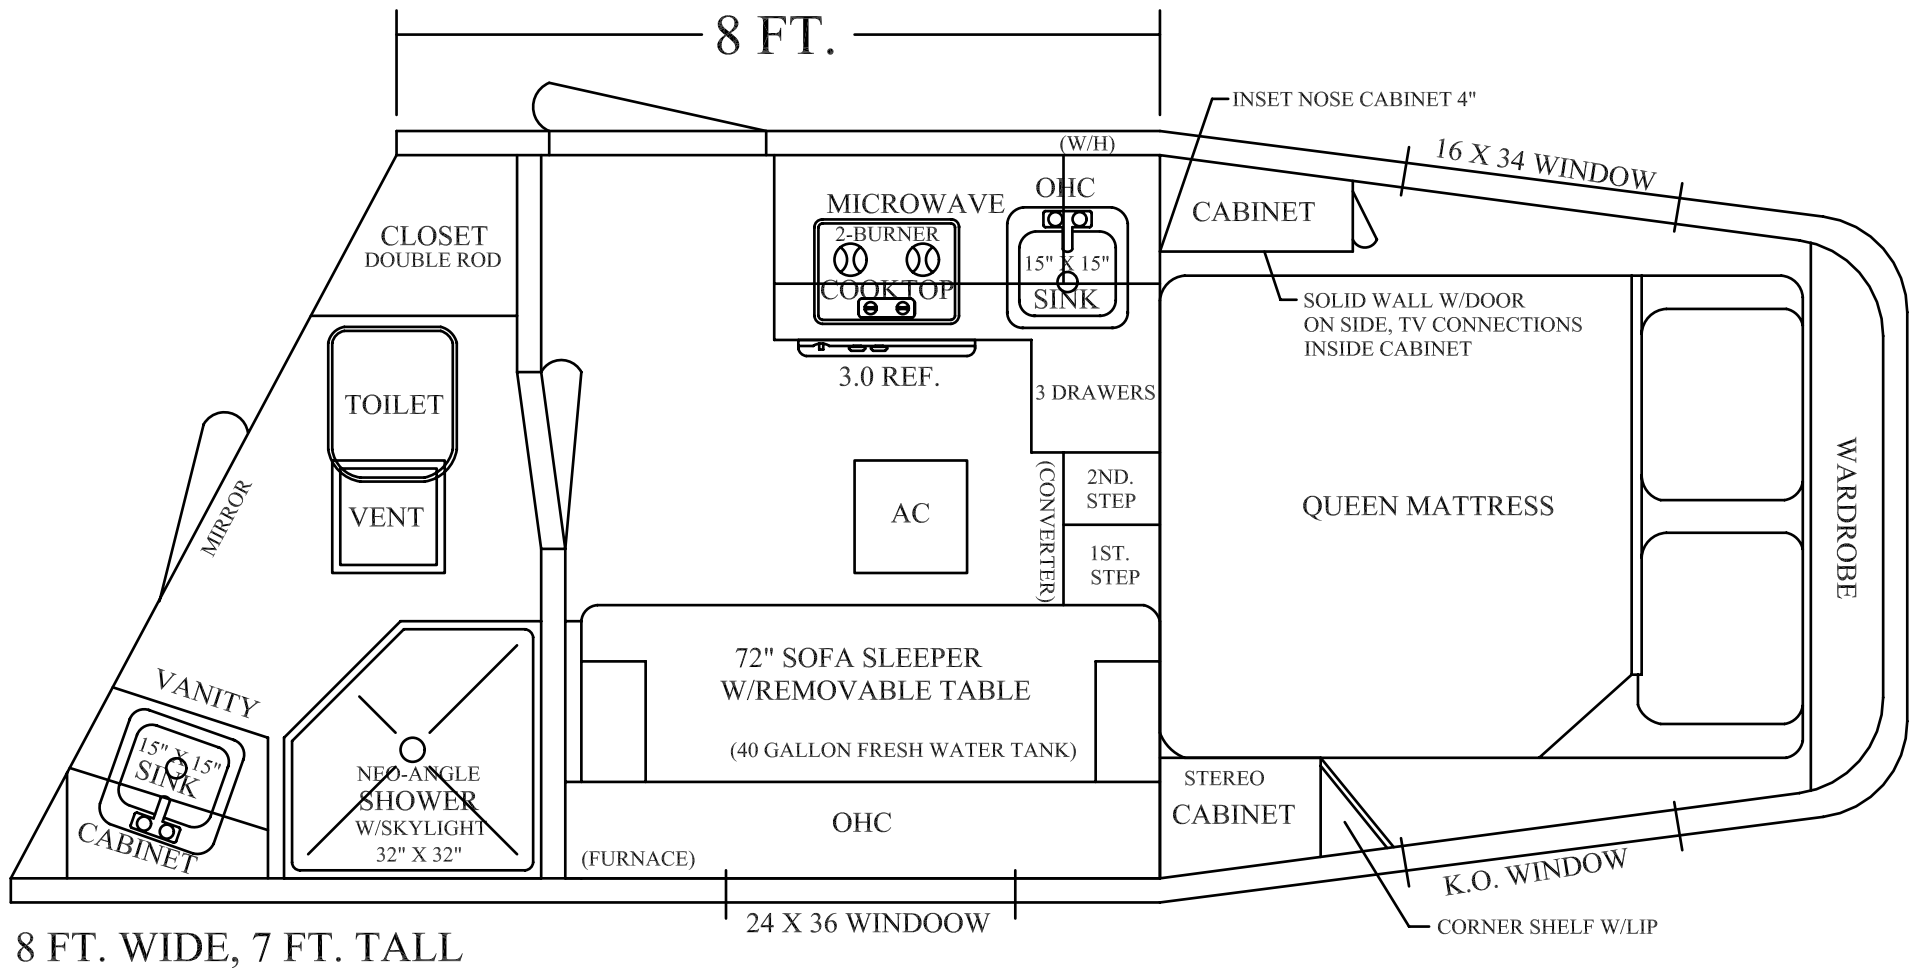 8 FT.
INSET NOSE CABINET 4"
(W/H)
16 X 34 WINDOW
OHC
MICROWAVE
CABINET
2-BURNER
CLOSET
DOUBLE ROD
15" X 15"
COOKTOP
SINK
SOLID WALL W/DOOR
ON SIDE, TV CONNECTIONS
INSIDE CABINET
3.0 REF.
3 DRAWERS
TOILET
2ND.
STEP
(CONVERTER)
QUEEN MATTRESS
WARDROBE
MIRROR
VENT
AC
1ST.
STEP
72" SOFA SLEEPER
W/REMOVABLE TABLE
VANITY
(40 GALLON FRESH WATER TANK)
15" X 15"
SINK
NEO-ANGLE
SHOWER
W/SKYLIGHT
32" X 32"
STEREO
CABINET
OHC
CABINET
(FURNACE)
K.O. WINDOW
24 X 36 WINDOOW
CORNER SHELF W/LIP
8 FT. WIDE, 7 FT. TALL